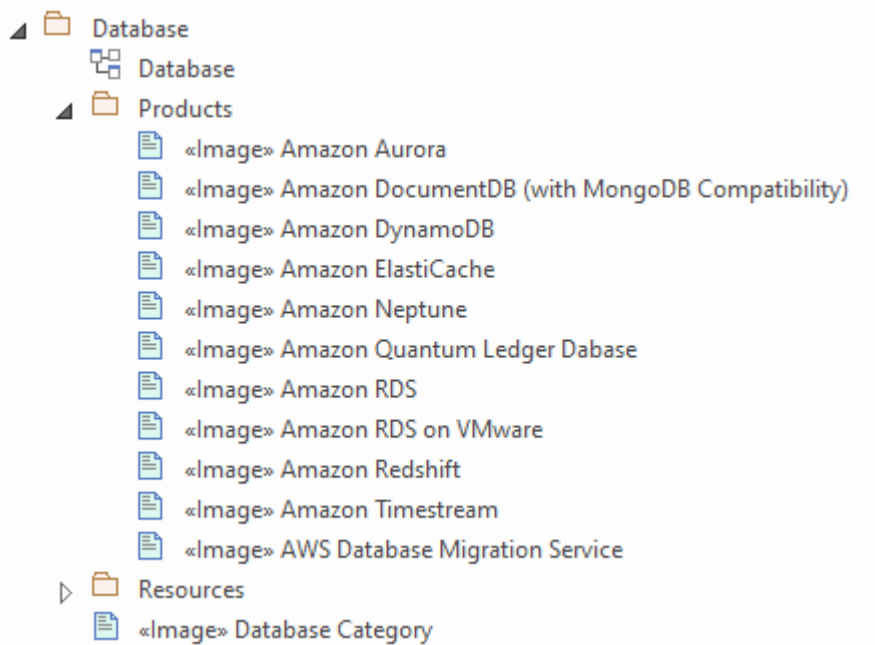 Database
Database
Products
«Image» Amazon Aurora
«Image» Amazon DocumentDB (with MongoDB Compatibility)
«Image» Amazon DynamoDB
«Image» Amazon ElastiCache
«Image» Amazon Neptune
«Image» Amazon Quantum Ledger Dabase
«Image» Amazon RDS
«Image» Amazon RDS on VMware
«Image» Amazon Redshift
«Image» Amazon Timestream
«Image» AWS Database Migration Service
Resources
«Image» Database Category